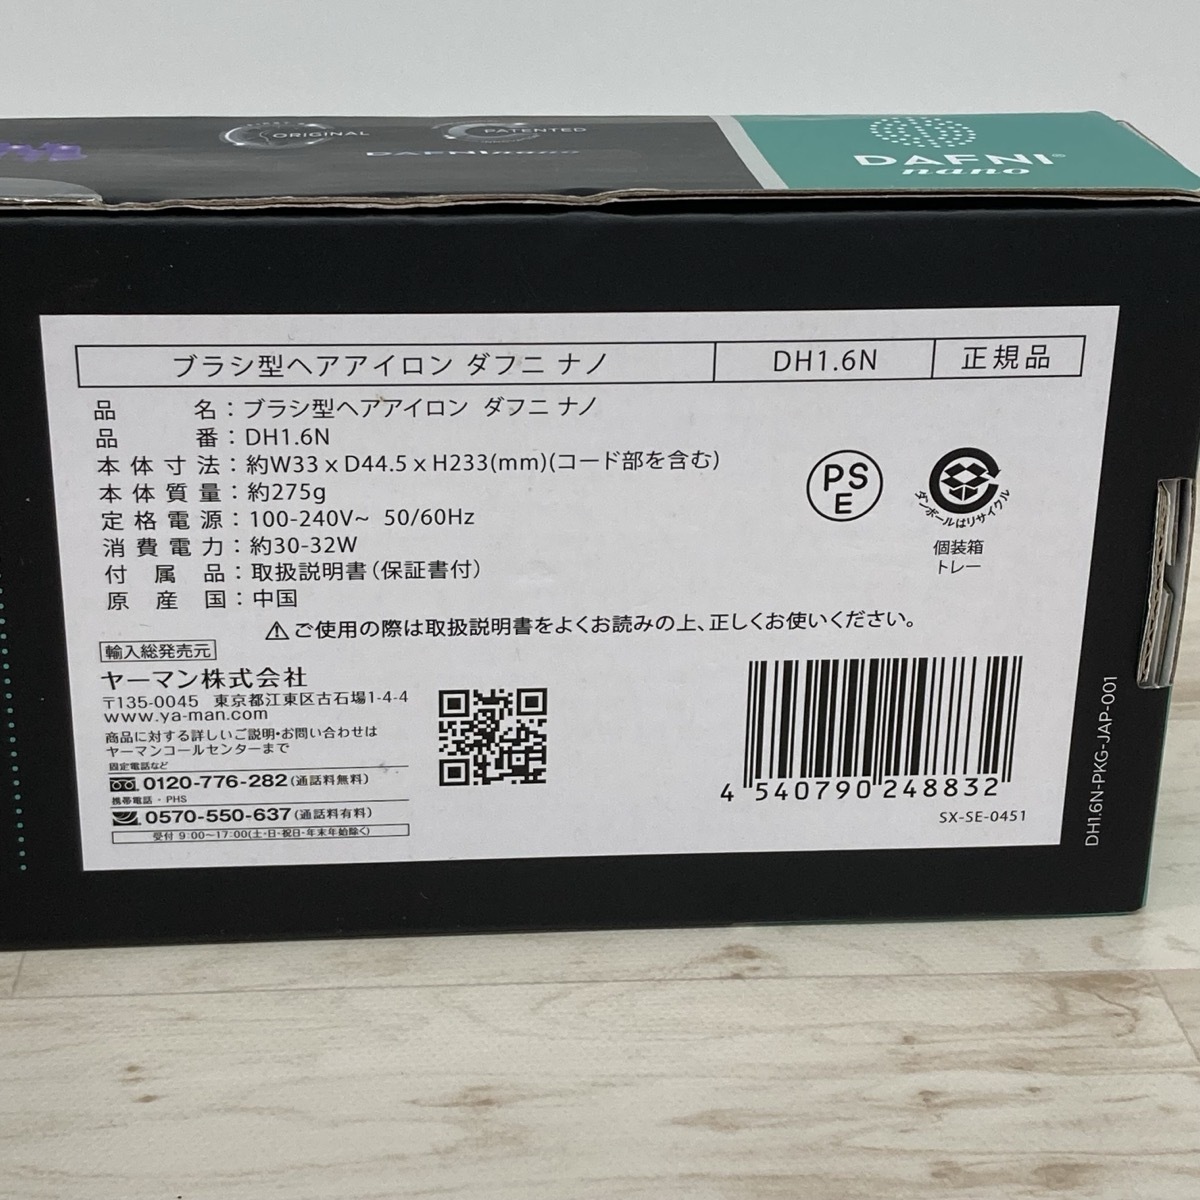 ORIGINAL
PATENTED
DAFNI nano
DAFNI®
nano
ブラシ型ヘアアイロン ダフニ ナノ DH1.6N 正規品
品名：ブラシ型ヘアアイロン ダフニ ナノ
品番：DH1.6N
本体寸法：約W33 x D44.5 x H233(mm)(コード部を含む)
本体質量：約275g
定格電源：100-240V~ 50/60Hz
消費電力：約30-32W
付属品：取扱説明書(保証書付)
原産国：中国
PS
E
ダンボールはリサイクル
個装箱
トレー
⚠ご使用の際は取扱説明書をよくお読みの上、正しくお使いください。
輸入総発売元
ヤーマン株式会社
〒135-0045 東京都江東区古石場1-4-4
www.ya-man.com
商品に対する詳しいご説明・お問い合わせは
ヤーマンコールセンターまで
固定電話など
0120-776-282(通話料無料)
携帯電話・PHS
0570-550-637(通話料有料)
受付 9:00〜17:00(土・日・祝日・年末年始除く)
4 540790 248832
SX-SE-0451
DH1.6N-PKG-JAP-001